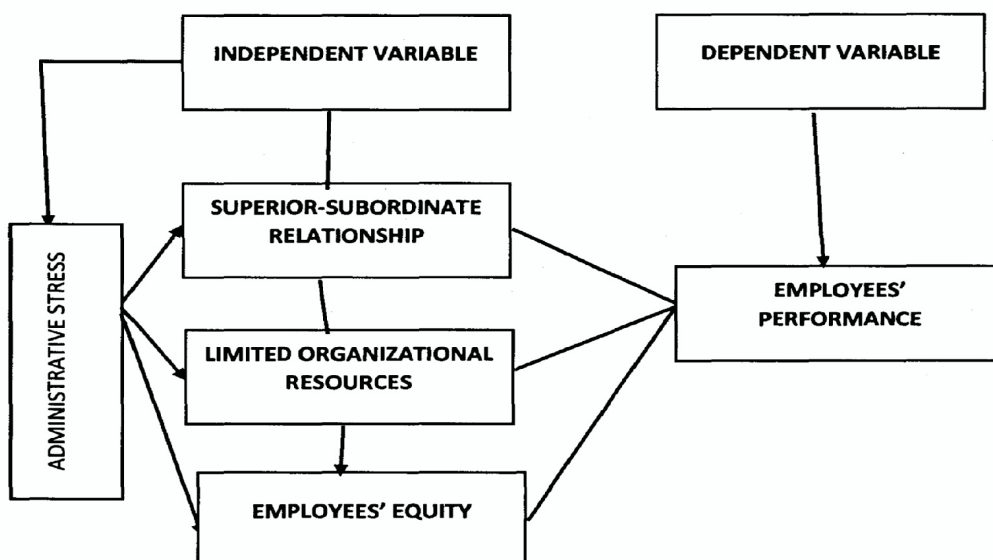 INDEPENDENT VARIABLE
DEPENDENT VARIABLE
SUPERIOR-SUBORDINATE
RELATIONSHIP
ADMINISTRATIVE STRESS
EMPLOYEES'
PERFORMANCE
LIMITED ORGANIZATIONAL
RESOURCES
EMPLOYEES' EQUITY